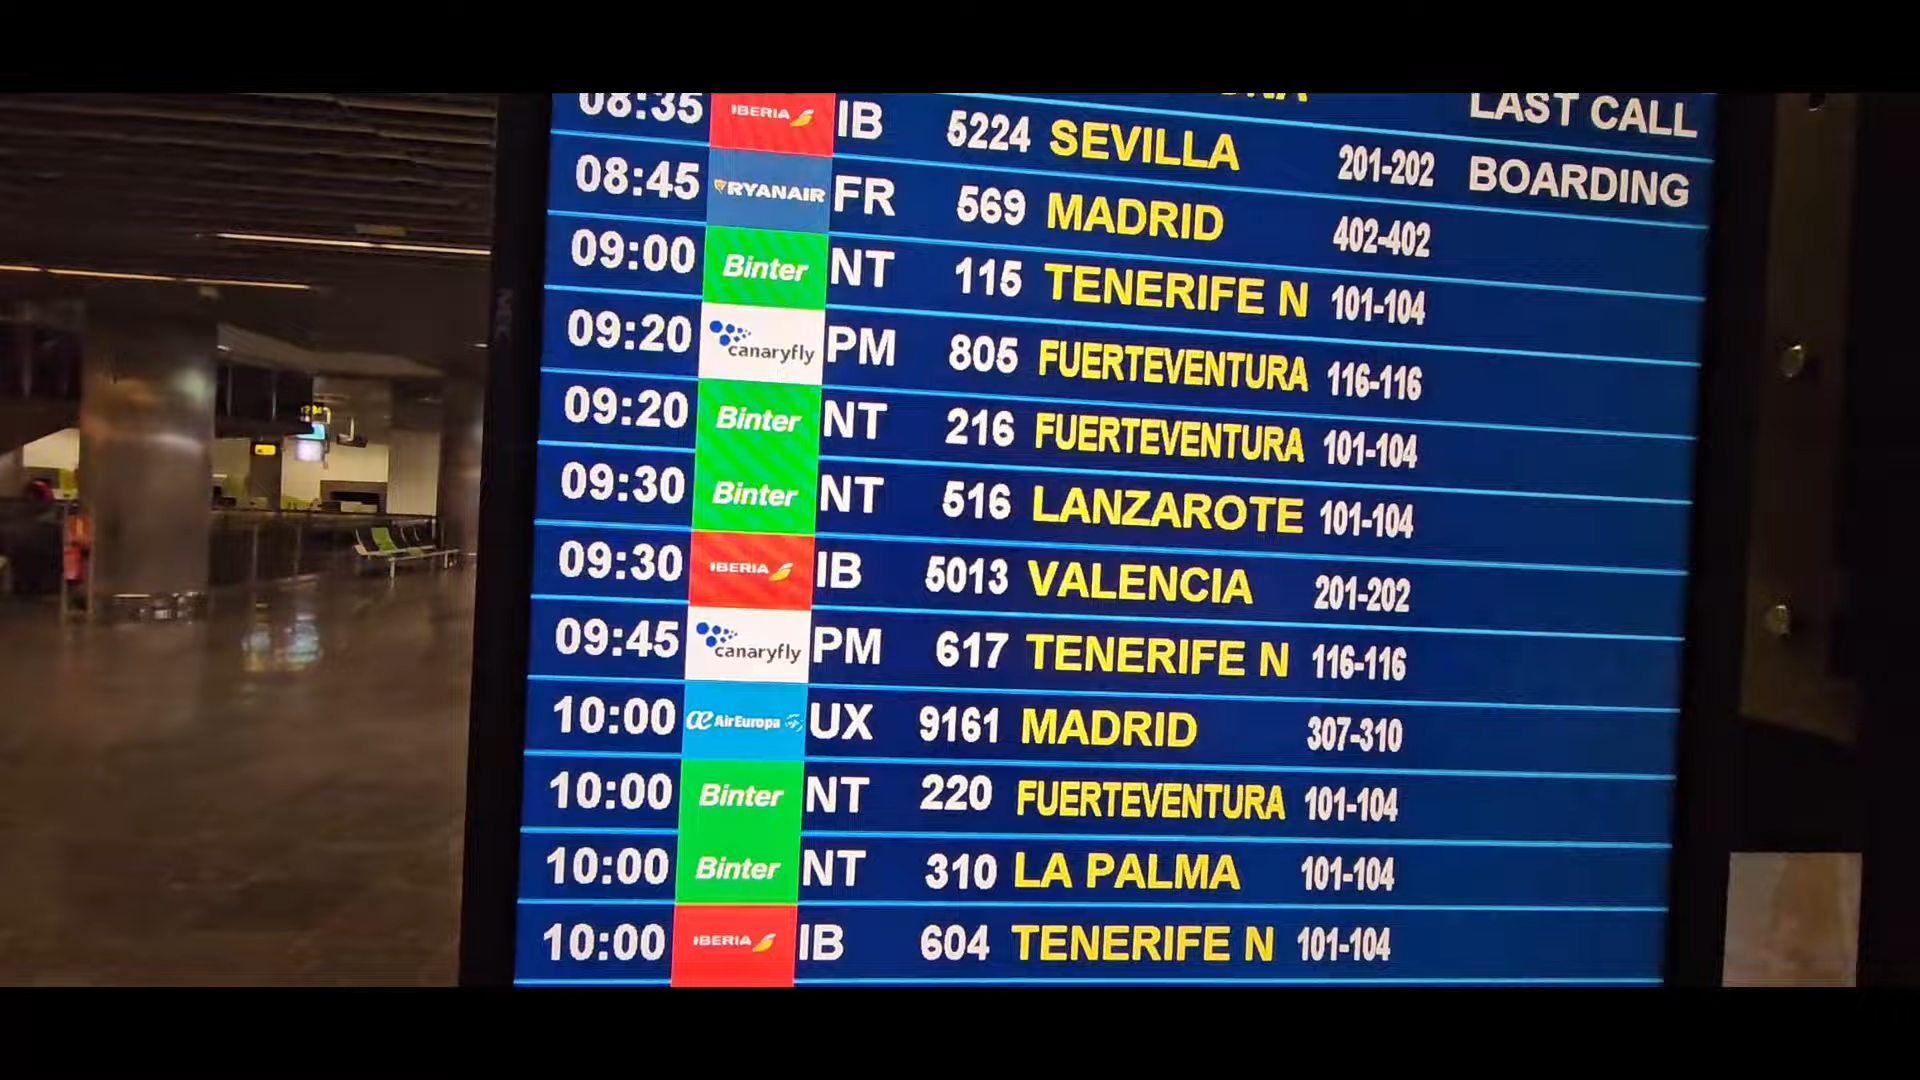 LAST CALL
08:35 IBERIA IB 5224 SEVILLA 201-202 BOARDING
08:45 RYANAIR FR 569 MADRID 402-402
09:00 Binter NT 115 TENERIFE N 101-104
09:20 canaryfly PM 805 FUERTEVENTURA 116-116
09:20 Binter NT 216 FUERTEVENTURA 101-104
09:30 Binter NT 516 LANZAROTE 101-104
09:30 IBERIA IB 5013 VALENCIA 201-202
09:45 canaryfly PM 617 TENERIFE N 116-116
10:00 AirEuropa UX 9161 MADRID 307-310
10:00 Binter NT 220 FUERTEVENTURA 101-104
10:00 Binter NT 310 LA PALMA 101-104
10:00 IBERIA IB 604 TENERIFE N 101-104
NEC